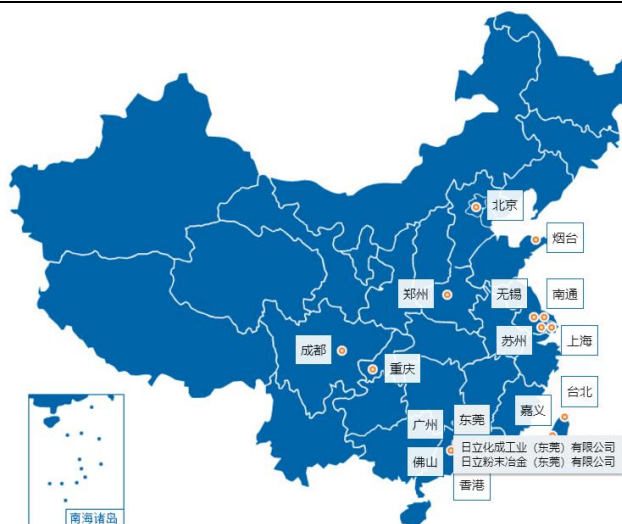 北京
烟台
郑州
无锡
南通
苏州
上海
成都
重庆
台北
嘉义
广州
东莞
日立化成工业（东莞）有限公司
日立粉末冶金（东莞）有限公司
佛山
香港
南海诸岛